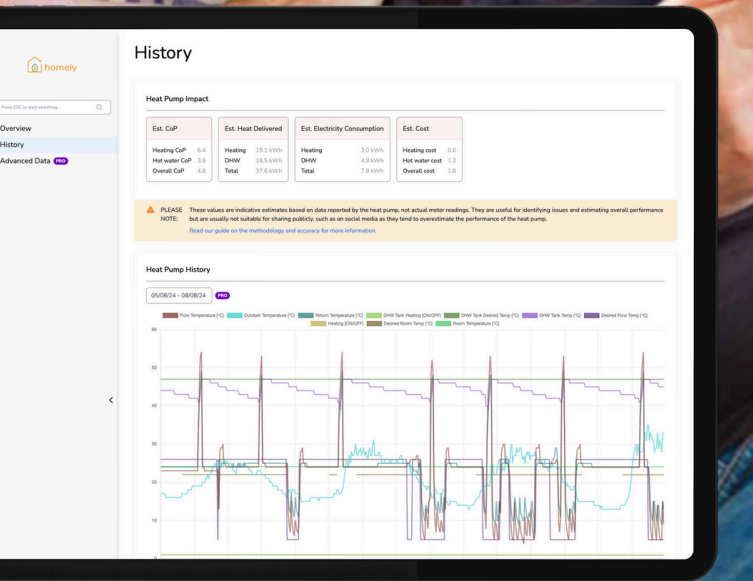 History
homely
Press ESC to start searching...
Overview
History
Advanced Data PRO
Heat Pump Impact
Est. CoP
Heating CoP 6.4
Hot water CoP 3.8
Overall CoP 4.8
Est. Heat Delivered
Heating 19.1 kWh
DHW 18.5 kWh
Total 37.6 kWh
Est. Electricity Consumption
Heating 3.0 kWh
DHW 4.9 kWh
Total 7.9 kWh
Est. Cost
Heating cost 0.6
Hot water cost 1.2
Overall cost 1.8
PLEASE NOTE:
These values are indicative estimates based on data reported by the heat pump, not actual meter readings. They are useful for identifying issues and estimating overall performance
but are usually not suitable for sharing publicly, such as on social media as they tend to overestimate the performance of the heat pump.
Read our guide on the methodology and accuracy for more information.
Heat Pump History
05/08/24 - 08/08/24 PRO
Flow Temperature [°C] Outdoor Temperature [°C] Return Temperature [°C] DHW Tank Heating [ON/OFF] DHW Tank Desired Temp [°C] DHW Tank Temp [°C] Desired Flow Temp [°C]
Heating [ON/OFF] Desired Room Temp [°C] Room Temperature [°C]
60
50
40
30
20
10
0